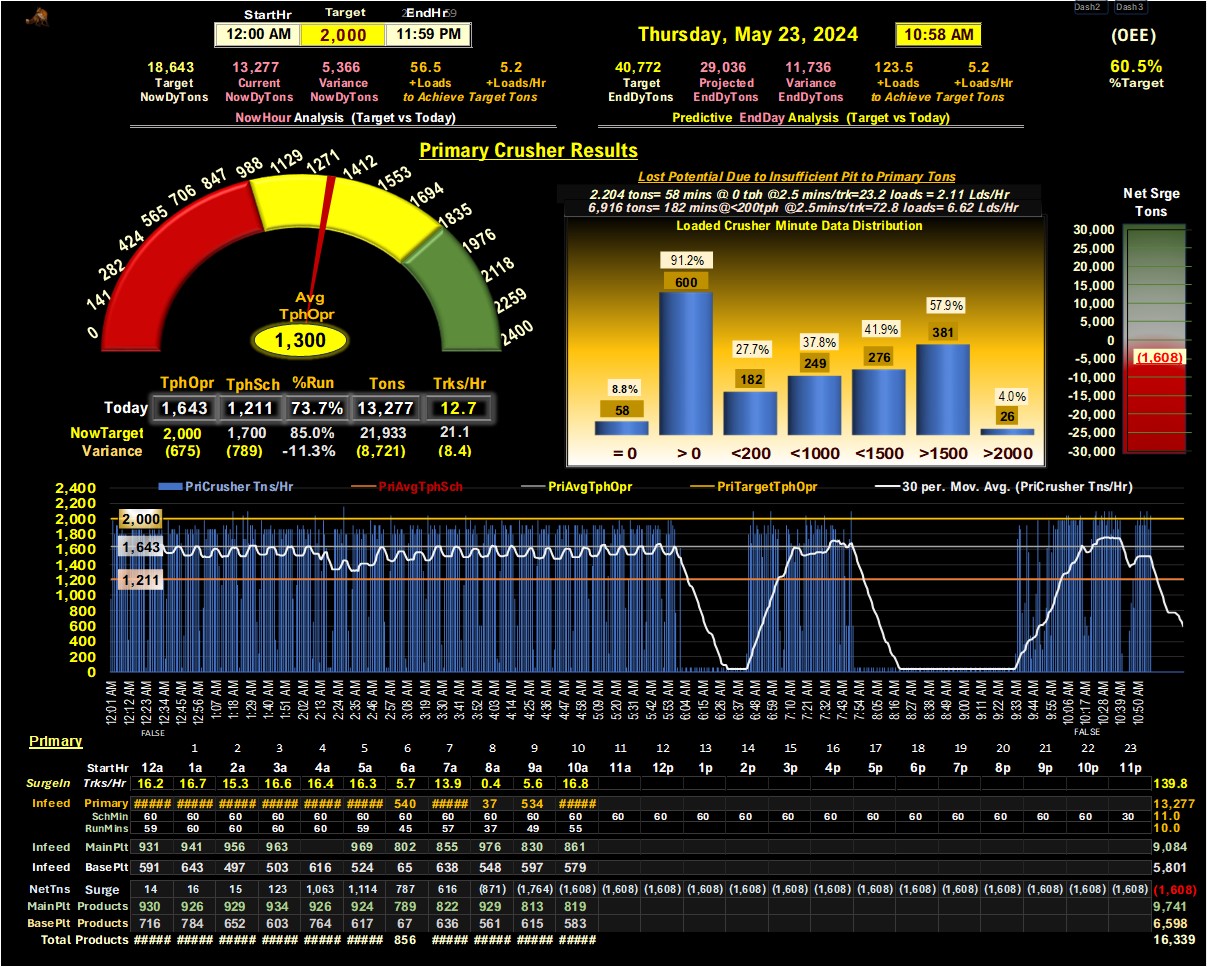 Dash2 Dash3
StartHr Target EndHr
12:00 AM 2,000 11:59 PM
Thursday, May 23, 2024 10:58 AM (OEE)
18,643 13,277 5,366 56.5 5.2
Target Current Variance +Loads +Loads/Hr
NowDyTons NowDyTons NowDyTons to Achieve Target Tons
NowHour Analysis (Target vs Today)
40,772 29,036 11,736 123.5 5.2 60.5%
Target Projected Variance +Loads +Loads/Hr %Target
EndDyTons EndDyTons EndDyTons to Achieve Target Tons
Predictive EndDay Analysis (Target vs Today)
Primary Crusher Results
0 141 282 424 565 706 847 988 1129 1271 1412 1553 1694 1835 1976 2118 2259 2400
Avg
TphOpr
1,300
Lost Potential Due to Insufficient Pit to Primary Tons
2,204 tons= 58 mins @ 0 tph @2.5 mins/trk=23.2 loads = 2.11 Lds/Hr
6,916 tons= 182 mins@<200tph @2.5mins/trk=72.8 loads= 6.62 Lds/Hr
Loaded Crusher Minute Data Distribution
8.8% 91.2% 27.7% 37.8% 41.9% 57.9% 4.0%
58 600 182 249 276 381 26
= 0 > 0 <200 <1000 <1500 >1500 >2000
Net Srge
Tons
30,000
25,000
20,000
15,000
10,000
5,000
0
-5,000
(1,608)
-10,000
-15,000
-20,000
-25,000
-30,000
TphOpr TphSch %Run Tons Trks/Hr
Today 1,643 1,211 73.7% 13,277 12.7
NowTarget 2,000 1,700 85.0% 21,933 21.1
Variance (675) (789) -11.3% (8,721) (8.4)
PriCrusher Tns/Hr PriAvgTphSch PriAvgTphOpr PriTargetTphOpr 30 per. Mov. Avg. (PriCrusher Tns/Hr)
2,400
2,200
2,000
1,800
1,600
1,400
1,200
1,000
800
600
400
200
0
2,000
1,643
1,211
12:01 AM 12:12 AM 12:23 AM 12:34 AM 12:45 AM 12:56 AM 1:07 AM 1:18 AM 1:29 AM 1:40 AM 1:51 AM 2:02 AM 2:13 AM 2:24 AM 2:35 AM 2:46 AM 2:57 AM 3:08 AM 3:19 AM 3:30 AM 3:41 AM 3:52 AM 4:03 AM 4:14 AM 4:25 AM 4:36 AM 4:47 AM 4:58 AM 5:09 AM 5:20 AM 5:31 AM 5:42 AM 5:53 AM 6:04 AM 6:15 AM 6:26 AM 6:37 AM 6:48 AM 6:59 AM 7:10 AM 7:21 AM 7:32 AM 7:43 AM 7:54 AM 8:05 AM 8:16 AM 8:27 AM 8:38 AM 8:49 AM 9:00 AM 9:11 AM 9:22 AM 9:33 AM 9:44 AM 9:55 AM 10:06 AM 10:17 AM 10:28 AM 10:39 AM 10:50 AM
FALSE FALSE
Primary
1 2 3 4 5 6 7 8 9 10 11 12 13 14 15 16 17 18 19 20 21 22 23
StartHr 12a 1a 2a 3a 4a 5a 6a 7a 8a 9a 10a 11a 12p 1p 2p 3p 4p 5p 6p 7p 8p 9p 10p 11p
SurgeIn Trks/Hr 16.2 16.7 15.3 16.6 16.4 16.3 5.7 13.9 0.4 5.6 16.8 139.8
Infeed Primary ##### ##### ##### ##### ##### ##### 540 ##### 37 534 ##### 13,277
SchMin 60 60 60 60 60 60 60 60 60 60 60 60 60 60 60 60 60 60 60 60 60 60 60 30 11.0
RunMins 59 60 60 60 60 59 45 57 37 49 55 10.0
Infeed MainPlt 931 941 956 963 969 802 855 976 830 861 9,084
Infeed BasePlt 591 643 497 503 616 524 65 638 548 597 579 5,801
NetTns Surge 14 16 15 123 1,063 1,114 787 616 (871) (1,764) (1,608) (1,608) (1,608) (1,608) (1,608) (1,608) (1,608) (1,608) (1,608) (1,608) (1,608) (1,608) (1,608) (1,608) (1,608)
MainPlt Products 930 926 929 934 926 924 789 822 929 813 819 9,741
BasePlt Products 716 784 652 603 764 617 67 636 561 615 583 6,598
Total Products ##### ##### ##### ##### ##### ##### 856 ##### ##### ##### ##### 16,339